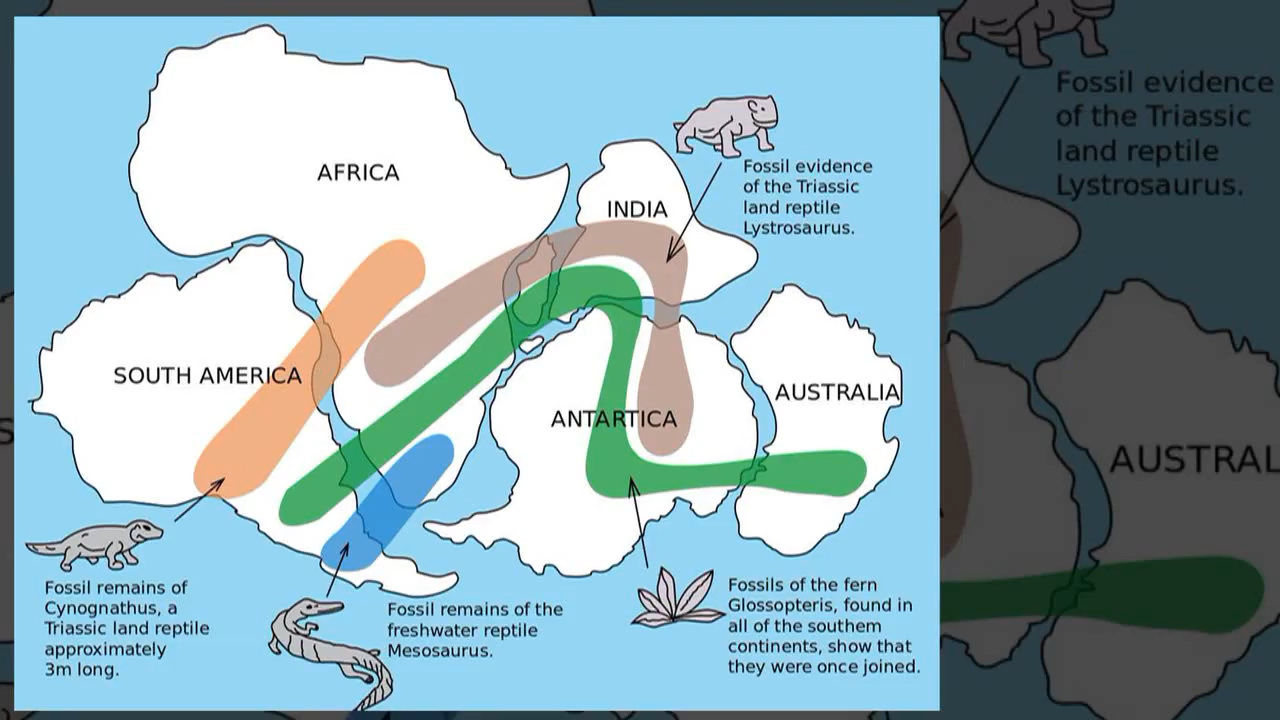 AFRICA
INDIA
Fossil evidence
of the Triassic
land reptile
Lystrosaurus.
SOUTH AMERICA
ANTARTICA
AUSTRALIA
Fossil remains of
Cynognathus, a
Triassic land reptile
approximately
3m long.
Fossil remains of the
freshwater reptile
Mesosaurus.
Fossils of the fern
Glossopteris, found in
all of the southem
continents, show that
they were once joined.
Fossil evidence
of the Triassic
land reptile
Lystrosaurus.
AUSTRAL